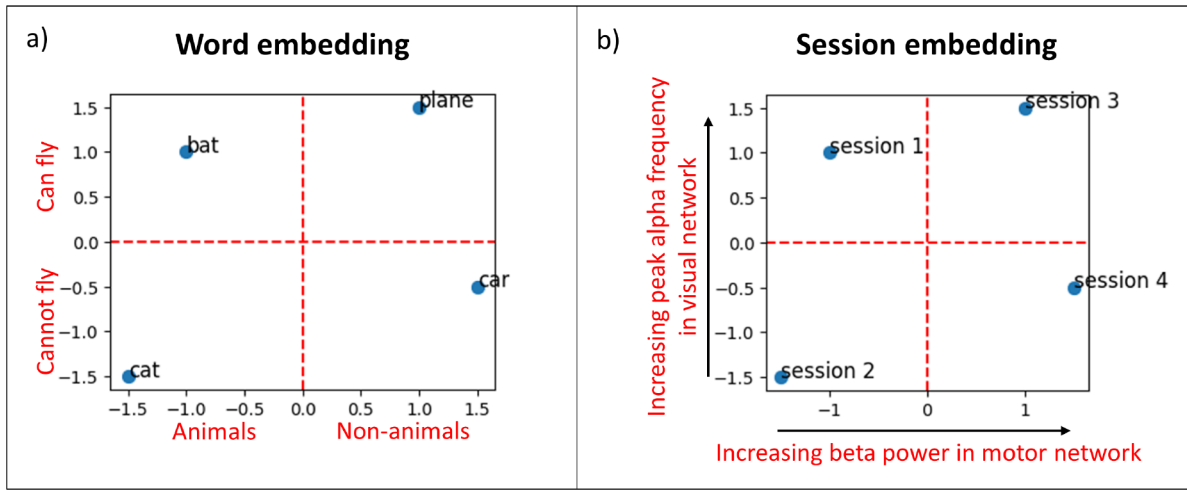 a)
Word embedding
Can fly
Cannot fly
1.5
1.0
0.5
0.0
−0.5
−1.0
−1.5
plane
bat
car
cat
−1.5
−1.0
−0.5
0.0
0.5
1.0
1.5
Animals
Non-animals
b)
Session embedding
Increasing peak alpha frequency
in visual network
1.5
1.0
0.5
0.0
−0.5
−1.0
−1.5
session 3
session 1
session 4
session 2
−1
0
1
Increasing beta power in motor network